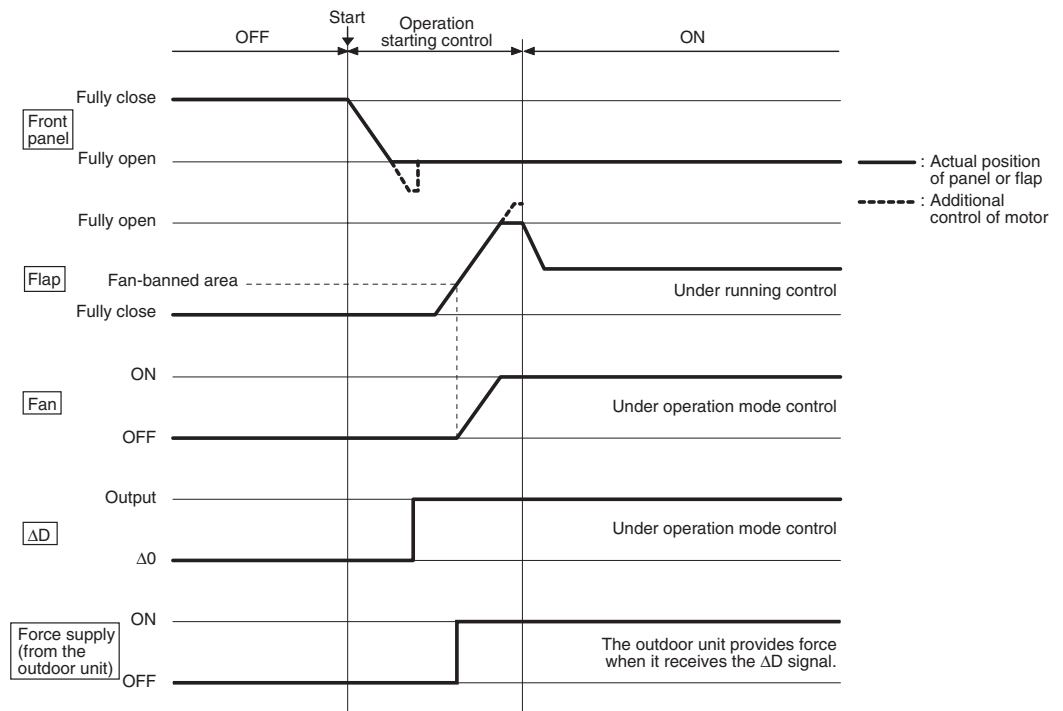 Start
OFF
Operation
starting control
ON
Fully close
Front
panel
Fully open
: Actual position
of panel or flap
: Additional
control of motor
Fully open
Flap
Fan-banned area
Under running control
Fully close
ON
Fan
Under operation mode control
OFF
Output
ΔD
Under operation mode control
Δ0
ON
Force supply
(from the
outdoor unit)
The outdoor unit provides force
when it receives the ΔD signal.
OFF